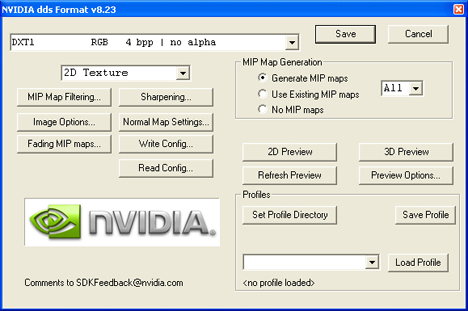 NVIDIA dds Format v8.23
DXT1 RGB 4 bpp | no alpha
Save
Cancel
2D Texture
MIP Map Generation
Generate MIP maps
Use Existing MIP maps
No MIP maps
All
MIP Map Filtering...
Sharpening...
Image Options...
Normal Map Settings...
Fading MIP maps...
Write Config...
Read Config...
2D Preview
3D Preview
Refresh Preview
Preview Options...
nVIDIA.
Profiles
Set Profile Directory
Save Profile
Load Profile
<no profile loaded>
Comments to SDKFeedback@nvidia.com